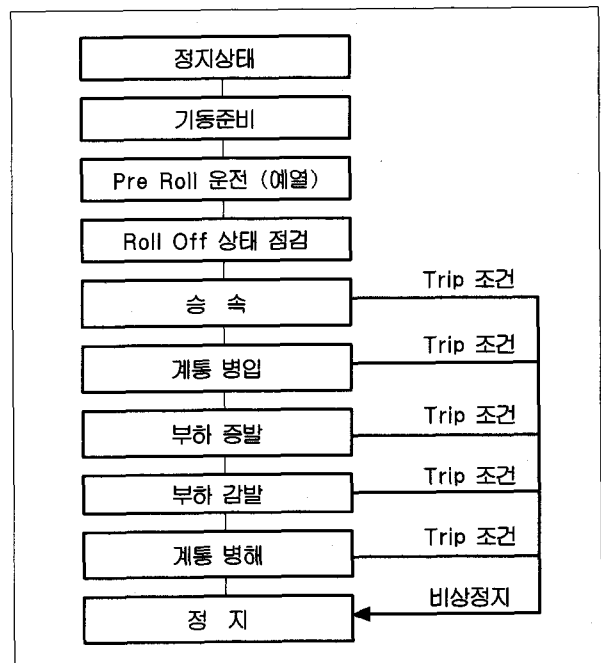 정지상태
기동준비
Pre Roll 운전 (예열)
Roll Off 상태 점검
승 속
Trip 조건
계통 병입
Trip 조건
부하 증발
Trip 조건
부하 감발
Trip 조건
계통 병해
Trip 조건
정 지
비상정지